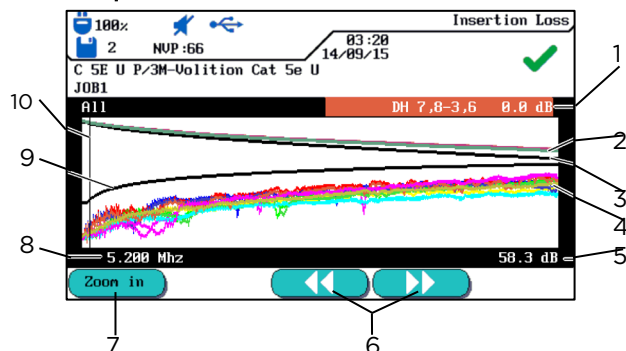 100%
Insertion Loss
2 NVP:66
03:20
14/09/15
C 5E U P/3M-Volition Cat 5e U
JOB1
All DH 7,8-3,6 0.0 dB
5.200 Mhz 58.3 dB
Zoom in
1
2
3
4
5
6
7
8
9
10